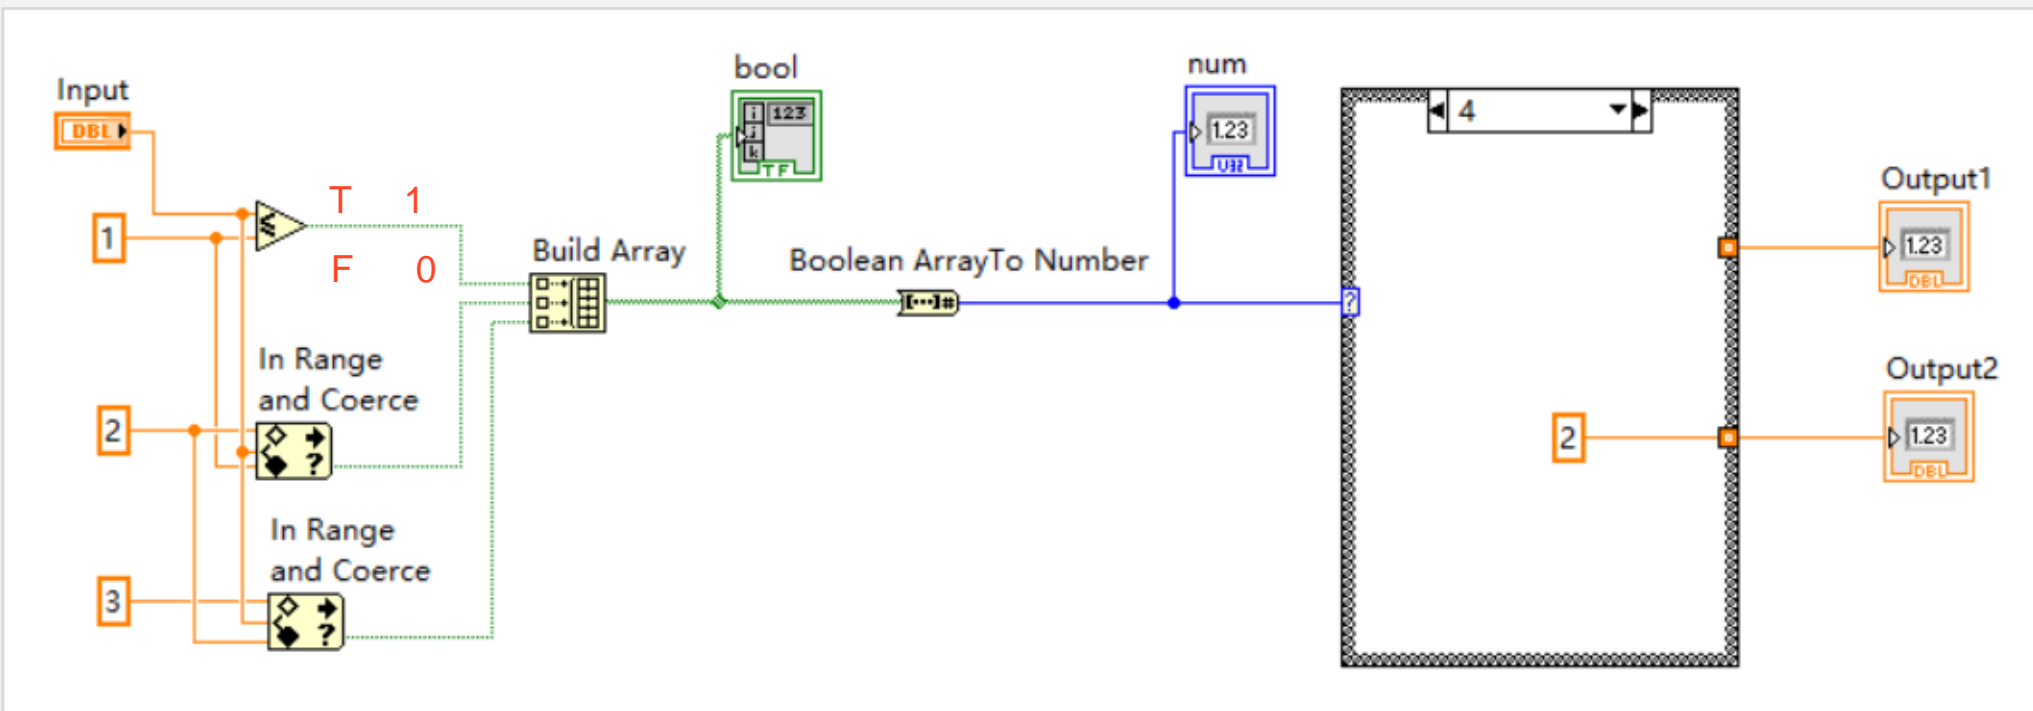 Input
DBL
1
T 1
F 0
bool
i
j
k
123
TF
num
1.23
U32
4
Build Array
Boolean ArrayTo Number
[···]#
?
Output1
1.23
DBL
In Range
and Coerce
2
?
Output2
1.23
DBL
2
In Range
and Coerce
3
?